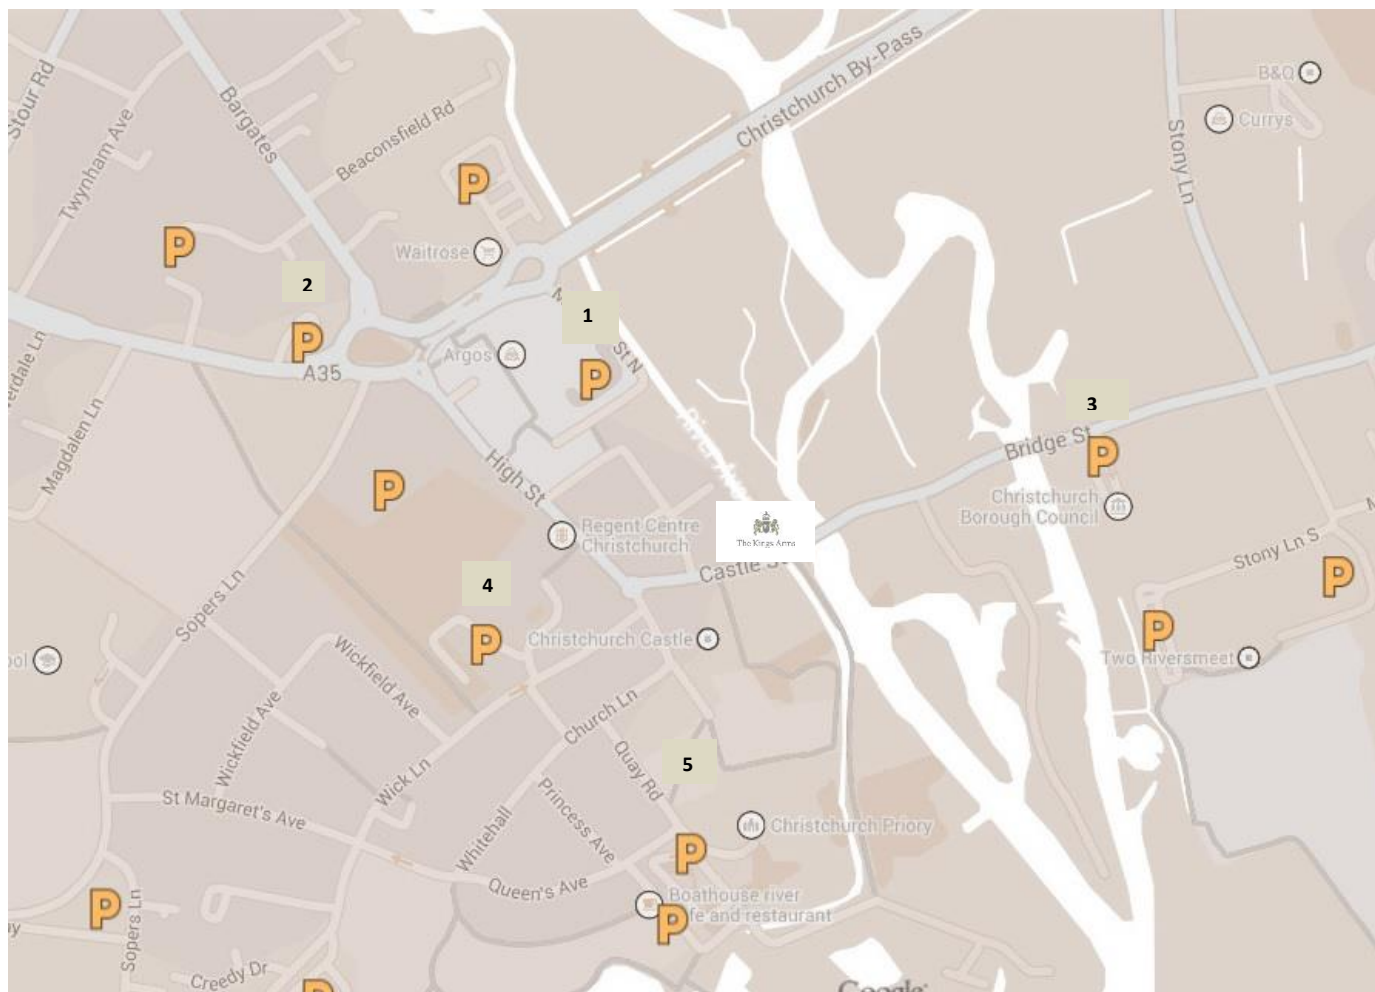 Stour Rd
Bargates
Christchurch By-Pass
B&Q
Currys
Twynham Ave
Beaconsfield Rd
Stony Ln
P
P
Waitrose
2
1
P
A35
Argos
St N
P
3
Magdalen Ln
River Avon
Bridge St
P
High St
P
Christchurch
Borough Council
Regent Centre
Christchurch
The Kings Arms
Castle
Stony Ln S
P
4
Sopers Ln
P
Christchurch Castle
P
Two Riversmeet
Wickfield Ave
Wickfield Ave
Church Ln
Quay Rd
5
Wick Ln
St Margaret's Ave
Whitehall
Princess Ave
Christchurch Priory
P
Queen's Ave
Boathouse river
fe and restaurant
P
P
Sopers Ln
Creedy Dr
P
Google